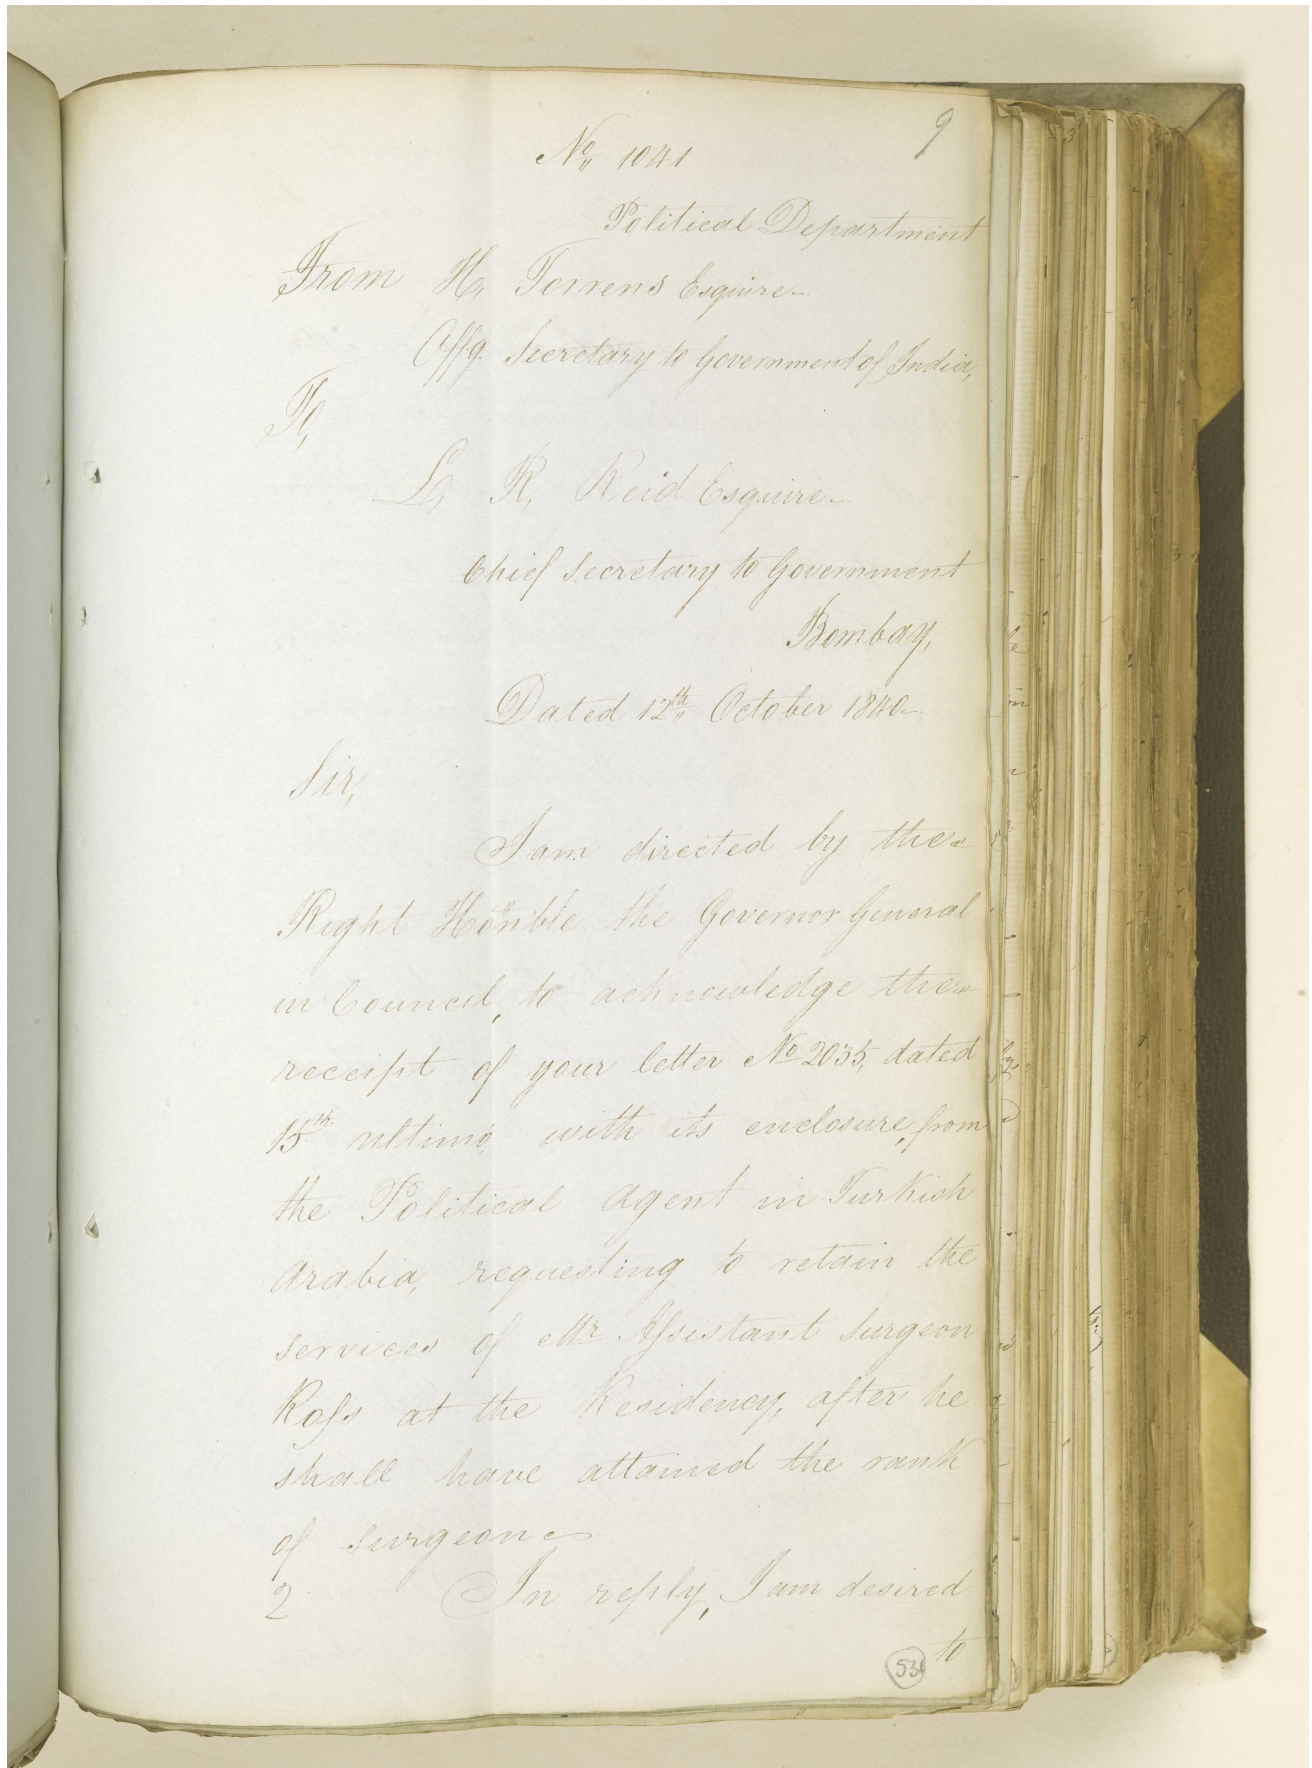 9
No 1041
Political Department
From H, Torrens Esquire
Offg. Secretary to Government of India,
To,
L, R, Reid Esquire
Chief Secretary to Government
Bombay,
Dated 12th October 1840
Sir,
I am directed by the
Right Honble the Governor General
in Council, to acknowledge the
receipt of your letter No 2035, dated
15th ultimo, with its enclosure, from
the Political Agent in Turkish
Arabia, requesting to retain the
services of Mr Assistant Surgeon
Ross at the Residency, after he
shall have attained the rank
of surgeon
2 In reply, I am desired
to
53